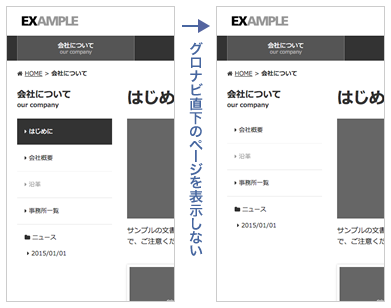 EXAMPLE
会社について
our company
HOME > 会社について
会社について
our company
はじめに
会社概要
沿革
事務所一覧
ニュース
2015/01/01
はじめ
サンプルの文書
で、ご注意くだ
グロナビ直下のページを表示しない
EXAMPLE
会社について
our company
HOME > 会社について
会社について
our company
会社概要
沿革
事務所一覧
ニュース
2015/01/01
はじめ
サンプルの文
で、ご注意く